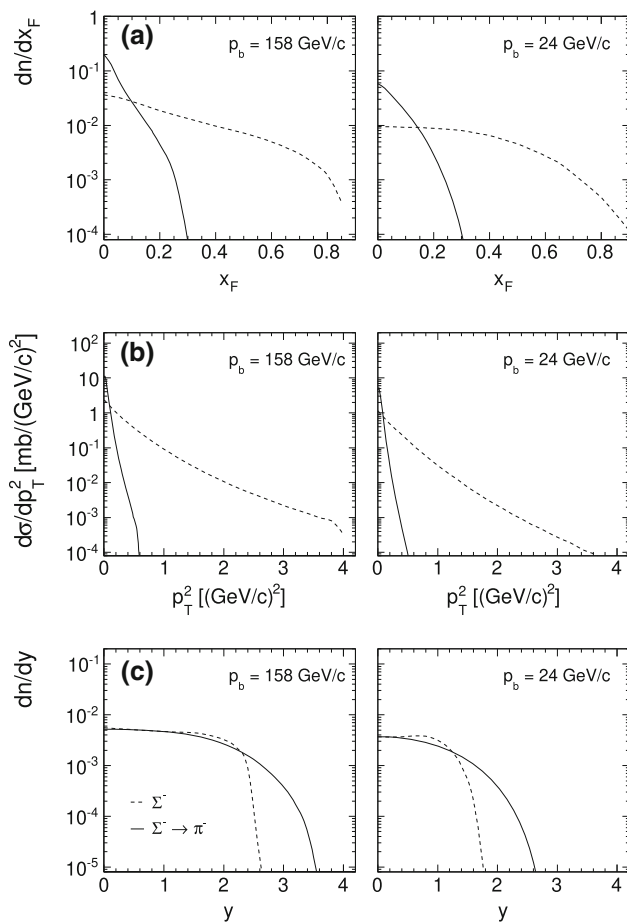 (a)
p_b = 158 GeV/c
p_b = 24 GeV/c
dn/dx_F
1
10^-1
10^-2
10^-3
10^-4
0 0.2 0.4 0.6 0.8
0 0.2 0.4 0.6 0.8
x_F
x_F
(b)
p_b = 158 GeV/c
p_b = 24 GeV/c
dσ/dp_T^2 [mb/(GeV/c)^2]
10^2
10
1
10^-1
10^-2
10^-3
10^-4
0 1 2 3 4
0 1 2 3 4
p_T^2 [(GeV/c)^2]
p_T^2 [(GeV/c)^2]
(c)
p_b = 158 GeV/c
p_b = 24 GeV/c
dn/dy
10^-1
10^-2
10^-3
10^-4
10^-5
Σ^-
Σ^- → π^-
0 1 2 3 4
0 1 2 3 4
y
y